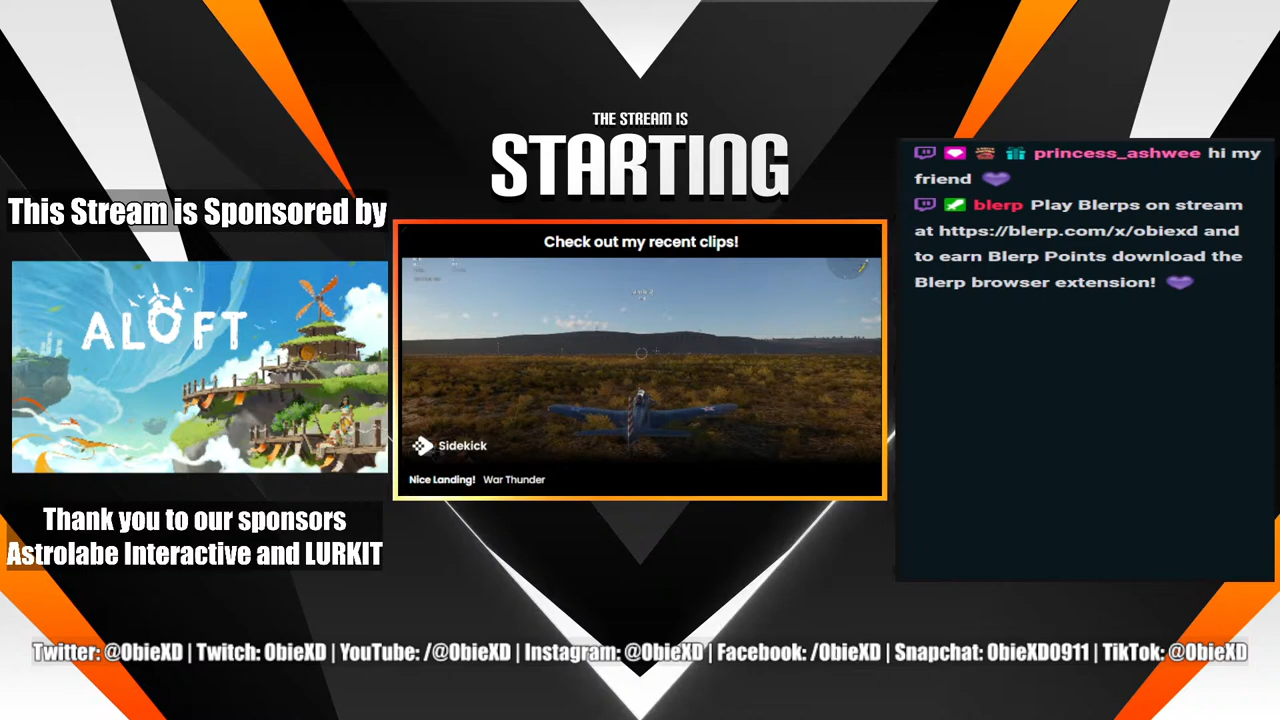 THE STREAM IS
STARTING
This Stream is Sponsored by
ALOFT
Thank you to our sponsors
Astrolabe Interactive and LURKIT
Check out my recent clips!
Sidekick
Nice Landing! War Thunder
princess_ashwee hi my
friend
blerp Play Blerps on stream
at https://blerp.com/x/obiexd and
to earn Blerp Points download the
Blerp browser extension!
Twitter: @ObieXD | Twitch: ObieXD | YouTube: /@ObieXD | Instagram: @ObieXD | Facebook: /ObieXD | Snapchat: ObieXD0911 | TikTok: @ObieXD